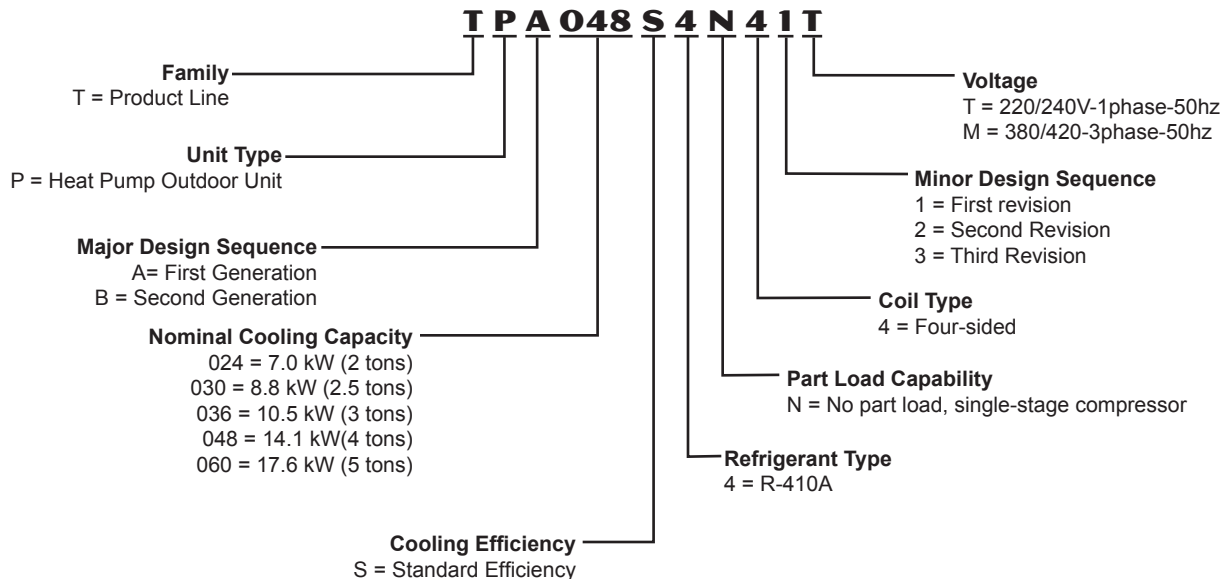 T P A 048 S 4 N 4 1 T
Family
T = Product Line
Unit Type
P = Heat Pump Outdoor Unit
Major Design Sequence
A= First Generation
B = Second Generation
Nominal Cooling Capacity
024 = 7.0 kW (2 tons)
030 = 8.8 kW (2.5 tons)
036 = 10.5 kW (3 tons)
048 = 14.1 kW(4 tons)
060 = 17.6 kW (5 tons)
Cooling Efficiency
S = Standard Efficiency
Voltage
T = 220/240V-1phase-50hz
M = 380/420-3phase-50hz
Minor Design Sequence
1 = First revision
2 = Second Revision
3 = Third Revision
Coil Type
4 = Four-sided
Part Load Capability
N = No part load, single-stage compressor
Refrigerant Type
4 = R-410A